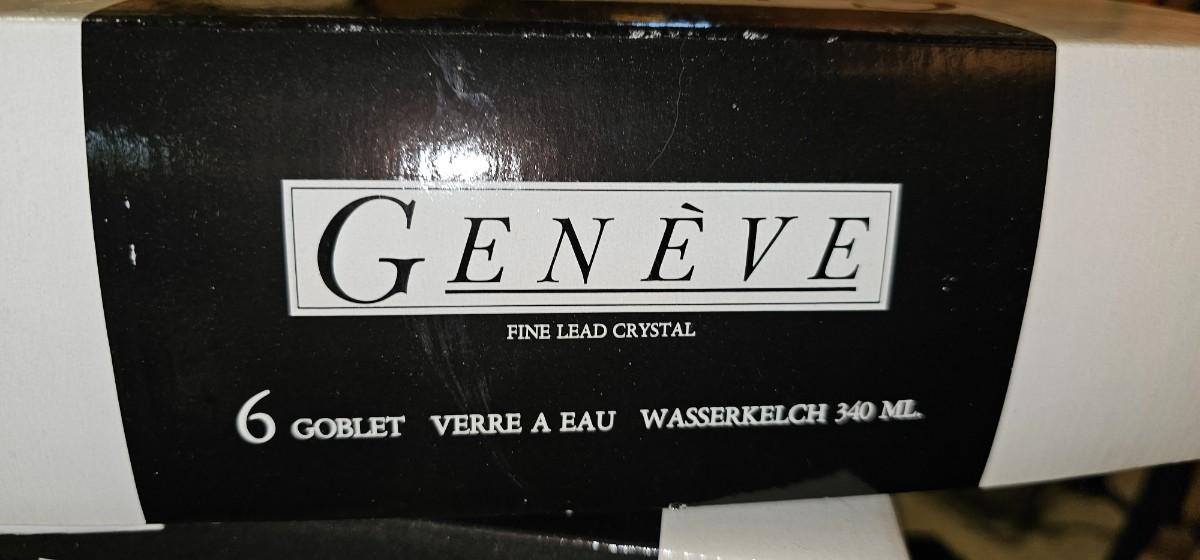 GENÈVE
FINE LEAD CRYSTAL
6 GOBLET VERRE A EAU WASSERKELCH 340 ML.